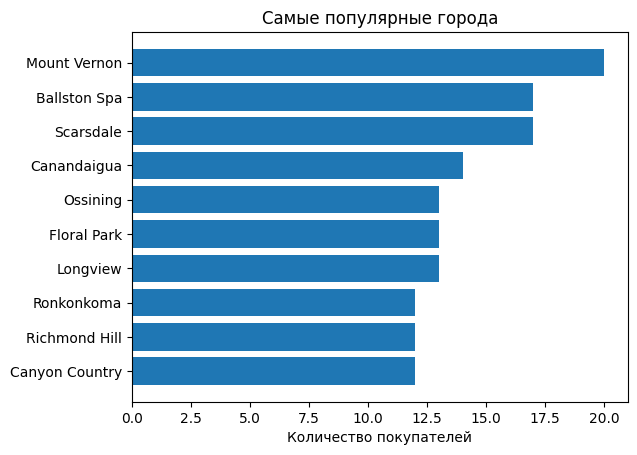 Самые популярные города
Mount Vernon
Ballston Spa
Scarsdale
Canandaigua
Ossining
Floral Park
Longview
Ronkonkoma
Richmond Hill
Canyon Country
0.0 2.5 5.0 7.5 10.0 12.5 15.0 17.5 20.0
Количество покупателей